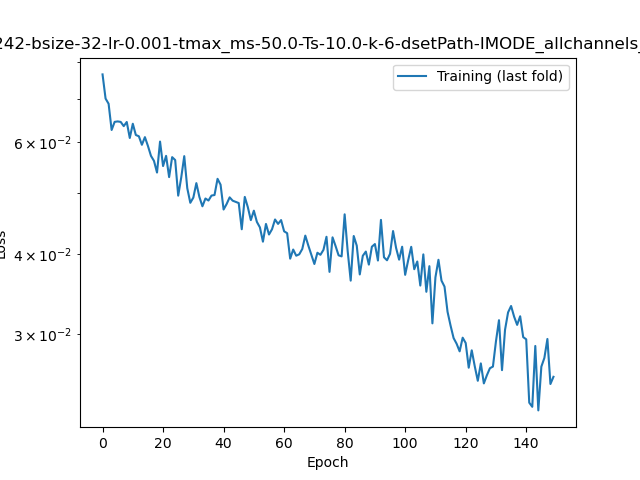 242-bsize-32-lr-0.001-tmax_ms-50.0-Ts-10.0-k-6-dsetPath-IMODE_allchannels_
Training (last fold)
6 × 10⁻²
4 × 10⁻²
3 × 10⁻²
Loss
0 20 40 60 80 100 120 140
Epoch